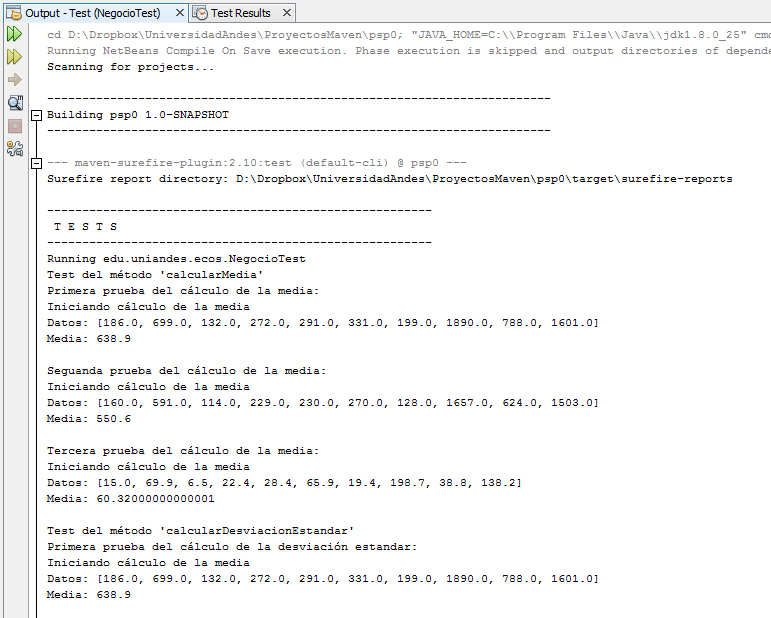 Output - Test (NegocioTest) Test Results
cd D:\Dropbox\UniversidadAndes\ProyectosMaven\psp0; "JAVA_HOME=C:\\Program Files\\Java\\jdk1.8.0_25" cmd
Running NetBeans Compile On Save execution. Phase execution is skipped and output directories of depende
Scanning for projects...
------------------------------------------------------------------------
Building psp0 1.0-SNAPSHOT
------------------------------------------------------------------------
--- maven-surefire-plugin:2.10:test (default-cli) @ psp0 ---
Surefire report directory: D:\Dropbox\UniversidadAndes\ProyectosMaven\psp0\target\surefire-reports
-------------------------------------------------------
T E S T S
-------------------------------------------------------
Running edu.uniandes.ecos.NegocioTest
Test del método 'calcularMedia'
Primera prueba del cálculo de la media:
Iniciando cálculo de la media
Datos: [186.0, 699.0, 132.0, 272.0, 291.0, 331.0, 199.0, 1890.0, 788.0, 1601.0]
Media: 638.9
Seguanda prueba del cálculo de la media:
Iniciando cálculo de la media
Datos: [160.0, 591.0, 114.0, 229.0, 230.0, 270.0, 128.0, 1657.0, 624.0, 1503.0]
Media: 550.6
Tercera prueba del cálculo de la media:
Iniciando cálculo de la media
Datos: [15.0, 69.9, 6.5, 22.4, 28.4, 65.9, 19.4, 198.7, 38.8, 138.2]
Media: 60.32000000000001
Test del método 'calcularDesviacionEstandar'
Primera prueba del cálculo de la desviación estandar:
Iniciando cálculo de la media
Datos: [186.0, 699.0, 132.0, 272.0, 291.0, 331.0, 199.0, 1890.0, 788.0, 1601.0]
Media: 638.9